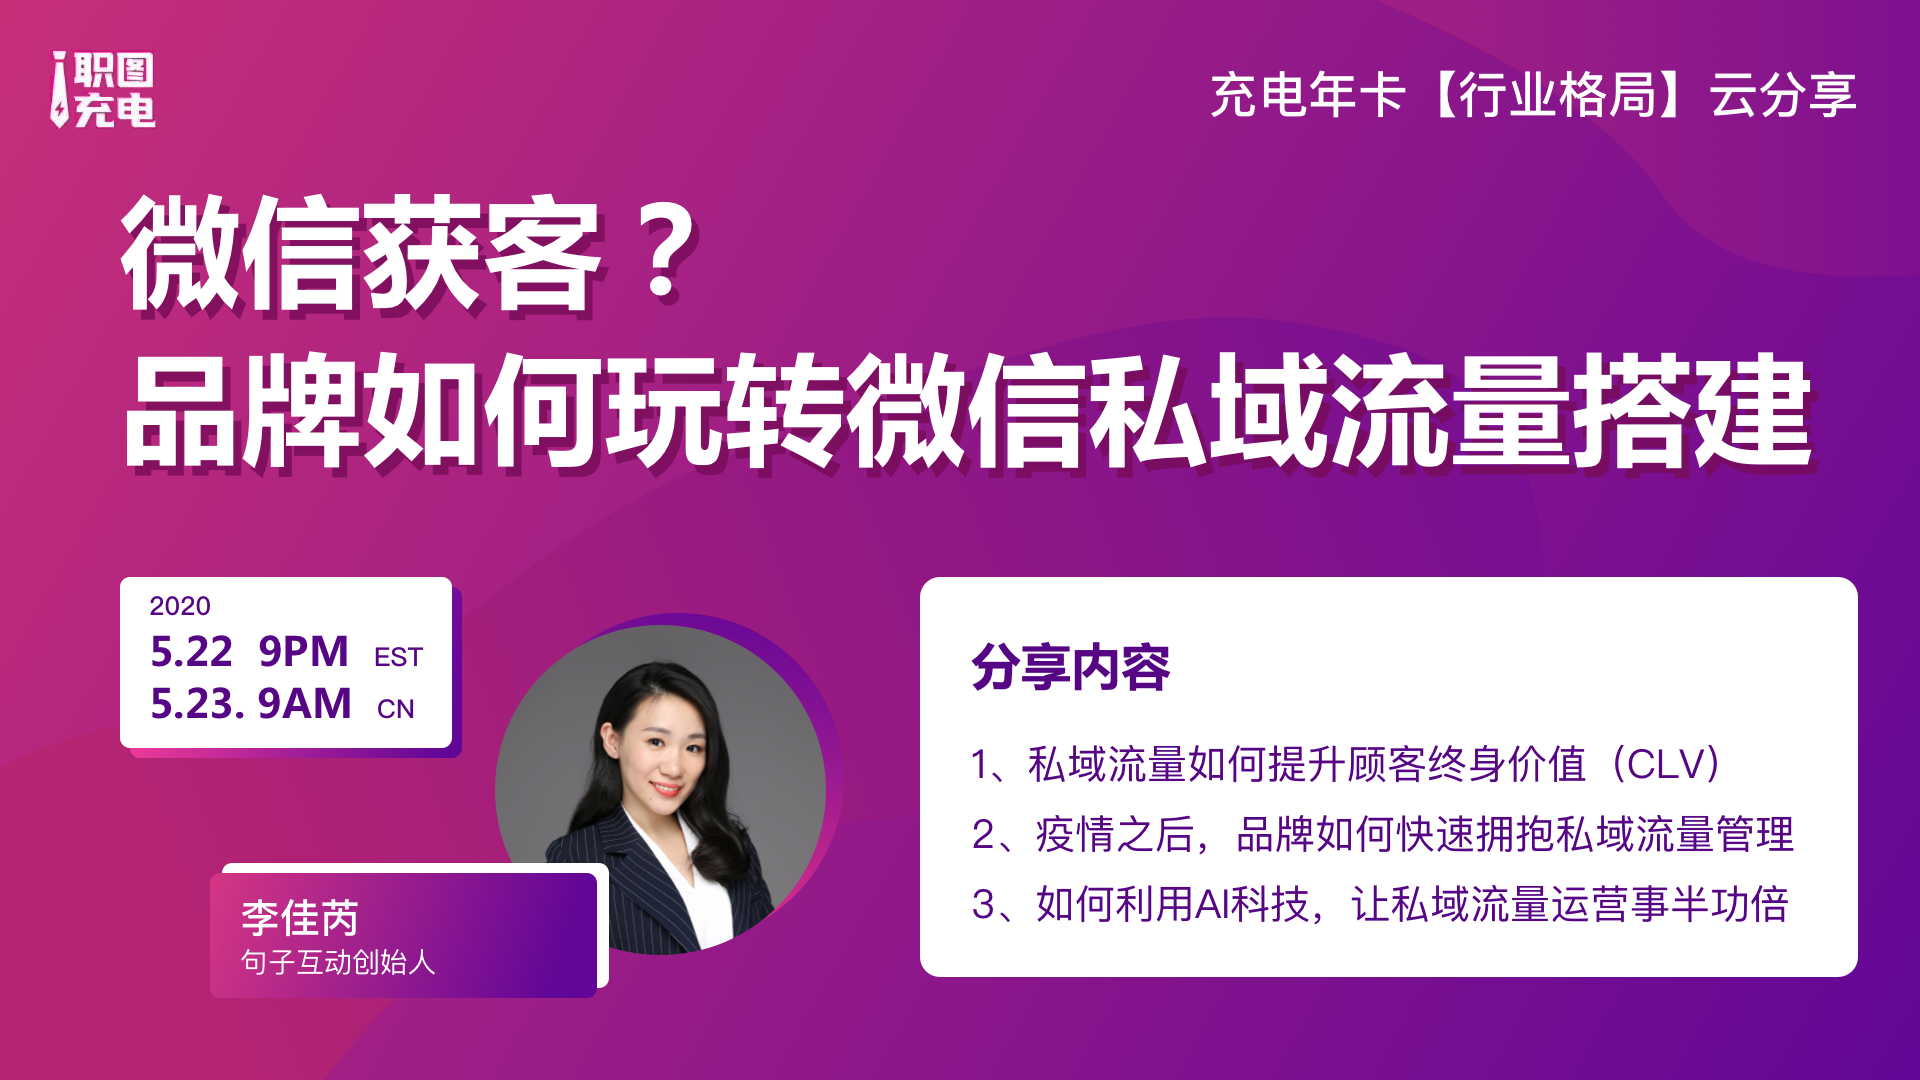 职图
充电
充电年卡【行业格局】云分享
微信获客？
品牌如何玩转微信私域流量搭建
2020
5.22 9PM EST
5.23. 9AM CN
李佳芮
句子互动创始人
分享内容
1、私域流量如何提升顾客终身价值（CLV）
2、疫情之后，品牌如何快速拥抱私域流量管理
3、如何利用AI科技，让私域流量运营事半功倍